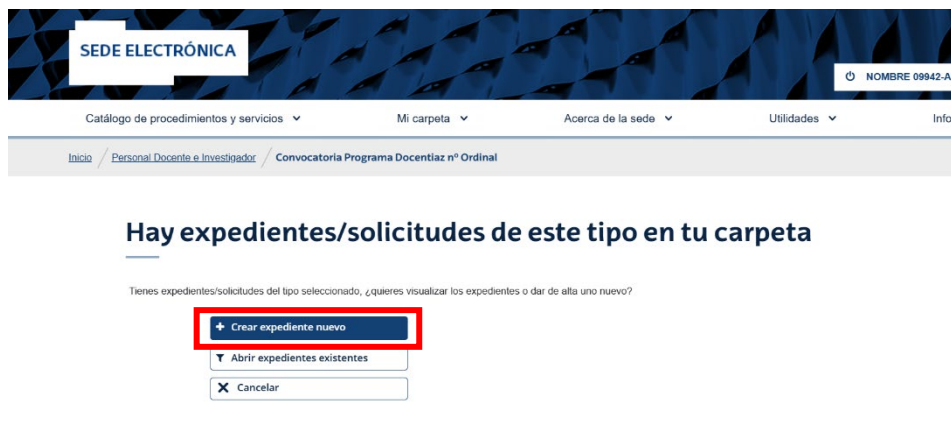 SEDE ELECTRÓNICA
NOMBRE 09942-A
Catálogo de procedimientos y servicios Mi carpeta Acerca de la sede Utilidades Info
Inicio / Personal Docente e Investigador / Convocatoria Programa Docentiaz nº Ordinal
Hay expedientes/solicitudes de este tipo en tu carpeta
Tienes expedientes/solicitudes del tipo seleccionado, ¿quieres visualizar los expedientes o dar de alta uno nuevo?
Crear expediente nuevo
Abrir expedientes existentes
Cancelar